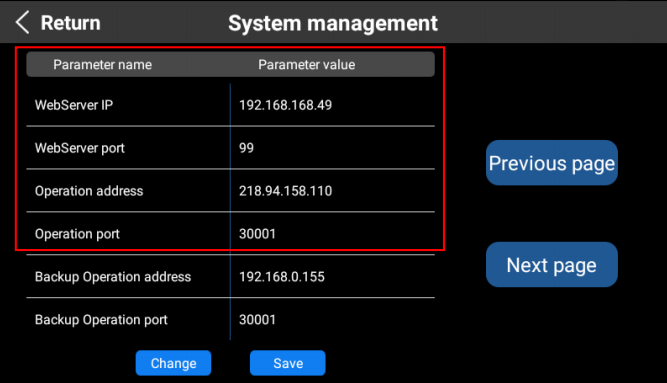 Return System management
Parameter name Parameter value
WebServer IP 192.168.168.49
WebServer port 99
Previous page
Operation address 218.94.158.110
Operation port 30001
Next page
Backup Operation address 192.168.0.155
Backup Operation port 30001
Change Save